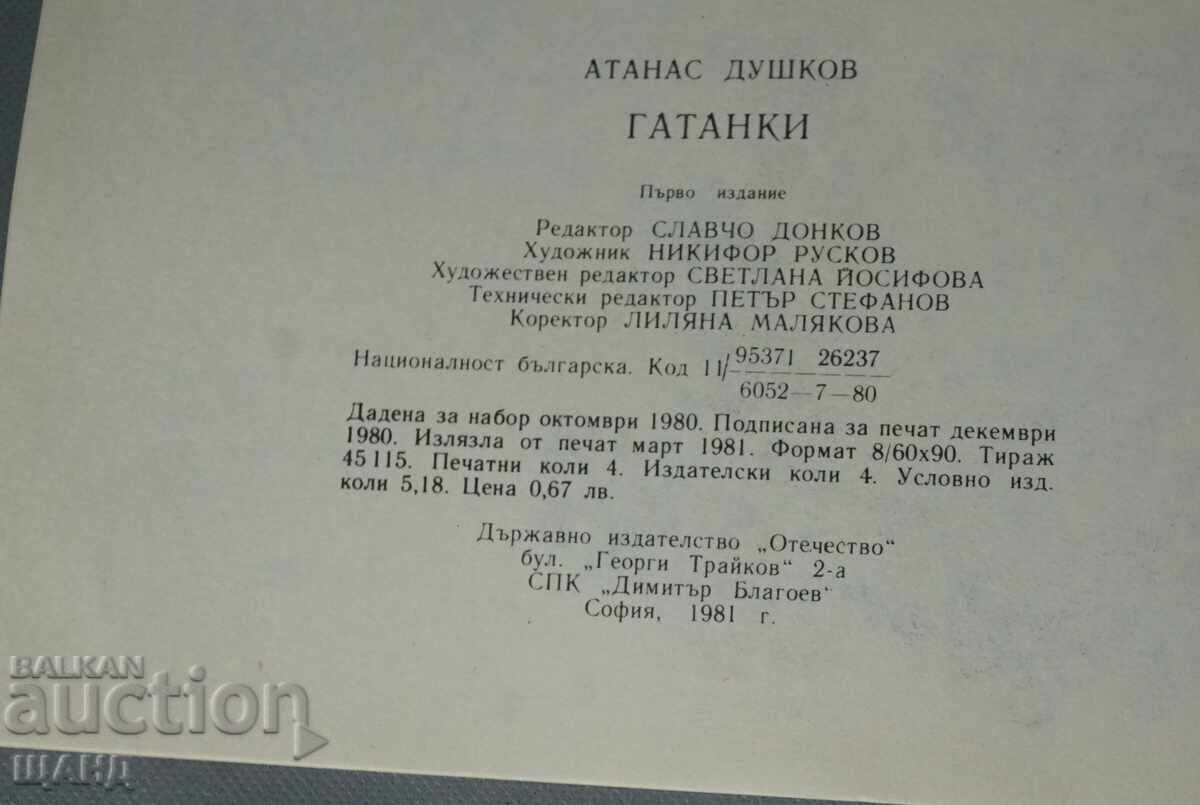 АТАНАС ДУШКОВ
ГАТАНКИ
Първо издание
Редактор СЛАВЧО ДОНКОВ
Художник НИКИФОР РУСКОВ
Художествен редактор СВЕТЛАНА ЙОСИФОВА
Технически редактор ПЕТЪР СТЕФАНОВ
Коректор ЛИЛЯНА МАЛЯКОВА
Националност българска. Код 11/ 95371 26237
6052—7—80
Дадена за набор октомври 1980. Подписана за печат декември
1980. Излязла от печат март 1981. Формат 8/60x90. Тираж
45115. Печатни коли 4. Издателски коли 4. Условно изд.
коли 5,18. Цена 0,67 лв.
Държавно издателство „Отечество“
бул. „Георги Трайков“ 2-а
СПК „Димитър Благоев“
София, 1981 г.
BALKAN
auction
ШАНД